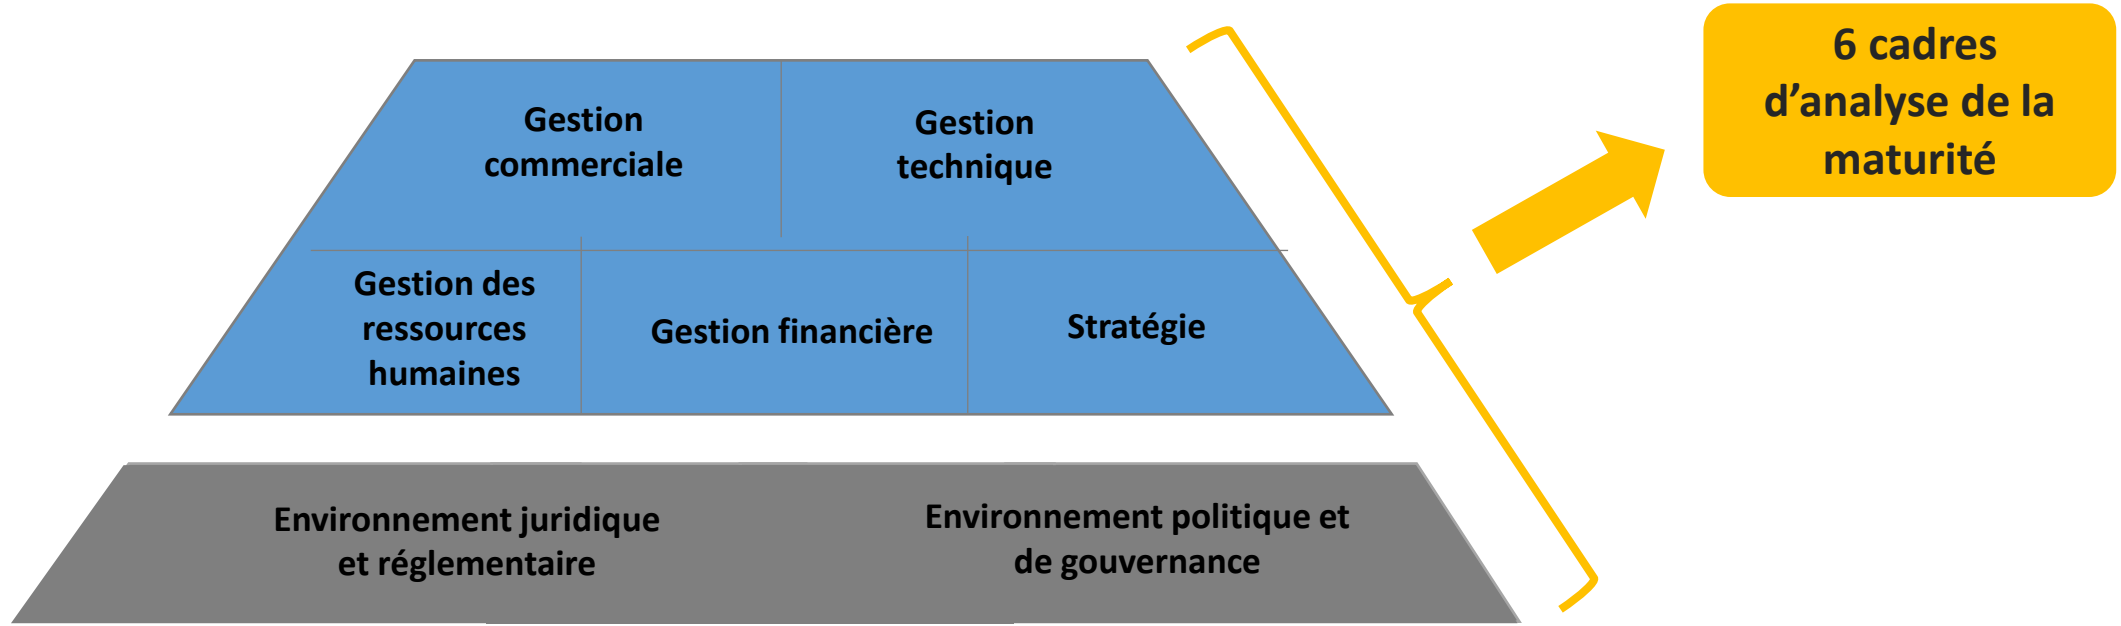 6 cadres
d’analyse de la
maturité
Gestion
commerciale
Gestion
technique
Gestion des
ressources
humaines
Gestion financière
Stratégie
Environnement juridique
et réglementaire
Environnement politique et
de gouvernance